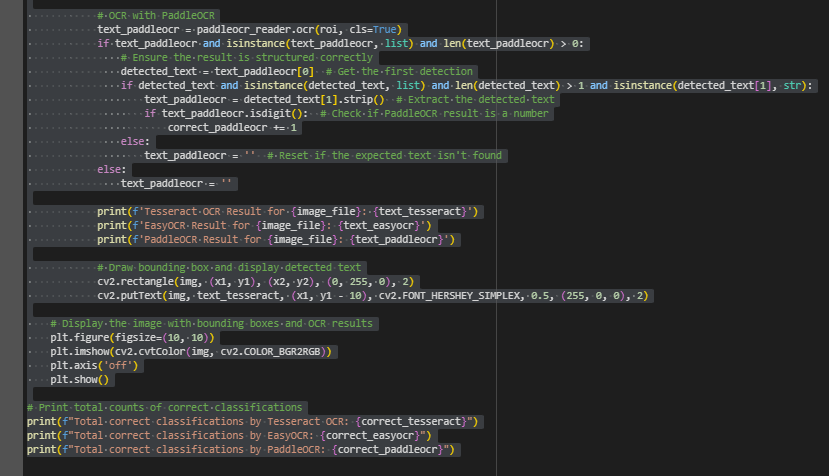 # OCR with PaddleOCR
text_paddleocr = paddleocr_reader.ocr(roi, cls=True)
if text_paddleocr and isinstance(text_paddleocr, list) and len(text_paddleocr) > 0:
# Ensure the result is structured correctly
detected_text = text_paddleocr[0]  # Get the first detection
if detected_text and isinstance(detected_text, list) and len(detected_text) > 1 and isinstance(detected_text[1], str):
text_paddleocr = detected_text[1].strip()  # Extract the detected text
if text_paddleocr.isdigit():  # Check if PaddleOCR result is a number
correct_paddleocr += 1
else:
text_paddleocr = ''  # Reset if the expected text isn't found
else:
text_paddleocr = ''
print(f'Tesseract OCR Result for {image_file}: {text_tesseract}')
print(f'EasyOCR Result for {image_file}: {text_easyocr}')
print(f'PaddleOCR Result for {image_file}: {text_paddleocr}')
# Draw bounding box and display detected text
cv2.rectangle(img, (x1, y1), (x2, y2), (0, 255, 0), 2)
cv2.putText(img, text_tesseract, (x1, y1 - 10), cv2.FONT_HERSHEY_SIMPLEX, 0.5, (255, 0, 0), 2)
# Display the image with bounding boxes and OCR results
plt.figure(figsize=(10, 10))
plt.imshow(cv2.cvtColor(img, cv2.COLOR_BGR2RGB))
plt.axis('off')
plt.show()
# Print total counts of correct classifications
print(f"Total correct classifications by Tesseract OCR: {correct_tesseract}")
print(f"Total correct classifications by EasyOCR: {correct_easyocr}")
print(f"Total correct classifications by PaddleOCR: {correct_paddleocr}")